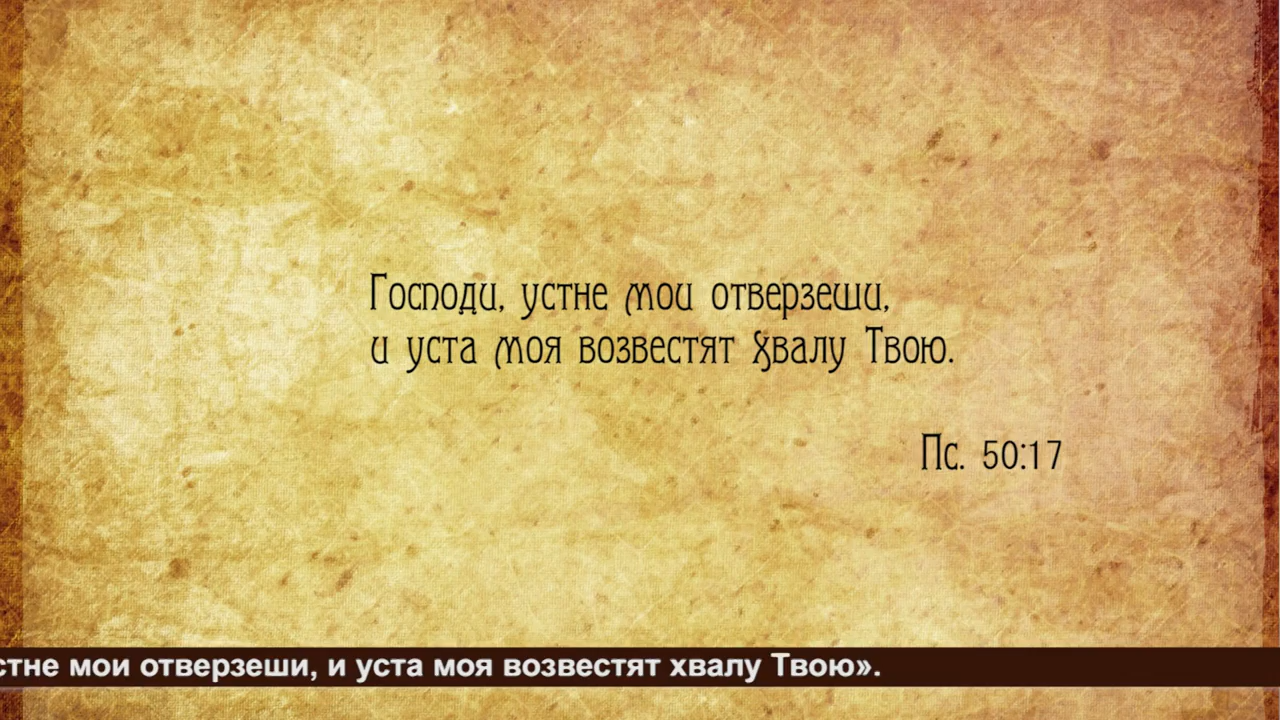 Господи, устне мои отверзеши,
и уста моя возвестят хвалу Твою.
Пс. 50:17
стне мои отверзеши, и уста моя возвестят хвалу Твою».